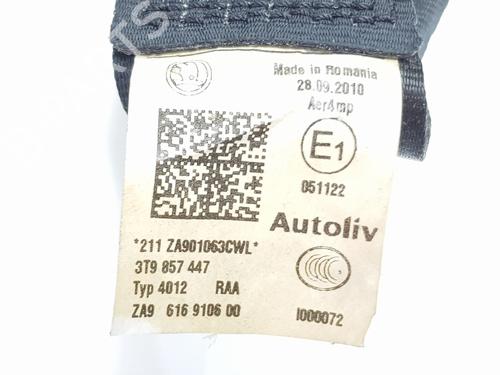 Made in Romania
28.09.2010
Aer4mp
E1
051122
Autoliv
*211 ZA901063CWL*
3T9 857 447
Typ 4012 RAA
ZA9 616 9106 00
I000072